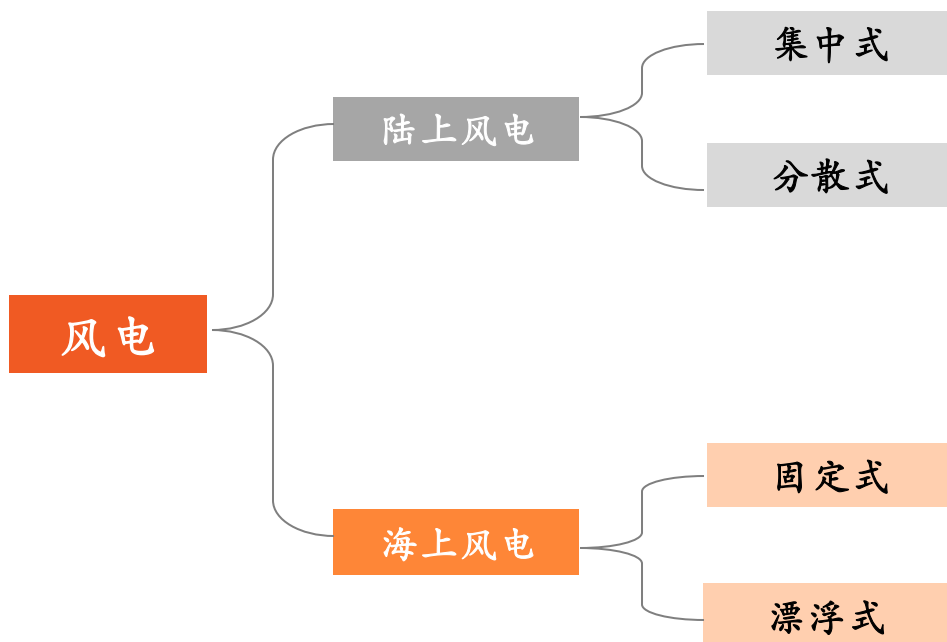 集中式
陆上风电
分散式
风电
固定式
海上风电
漂浮式